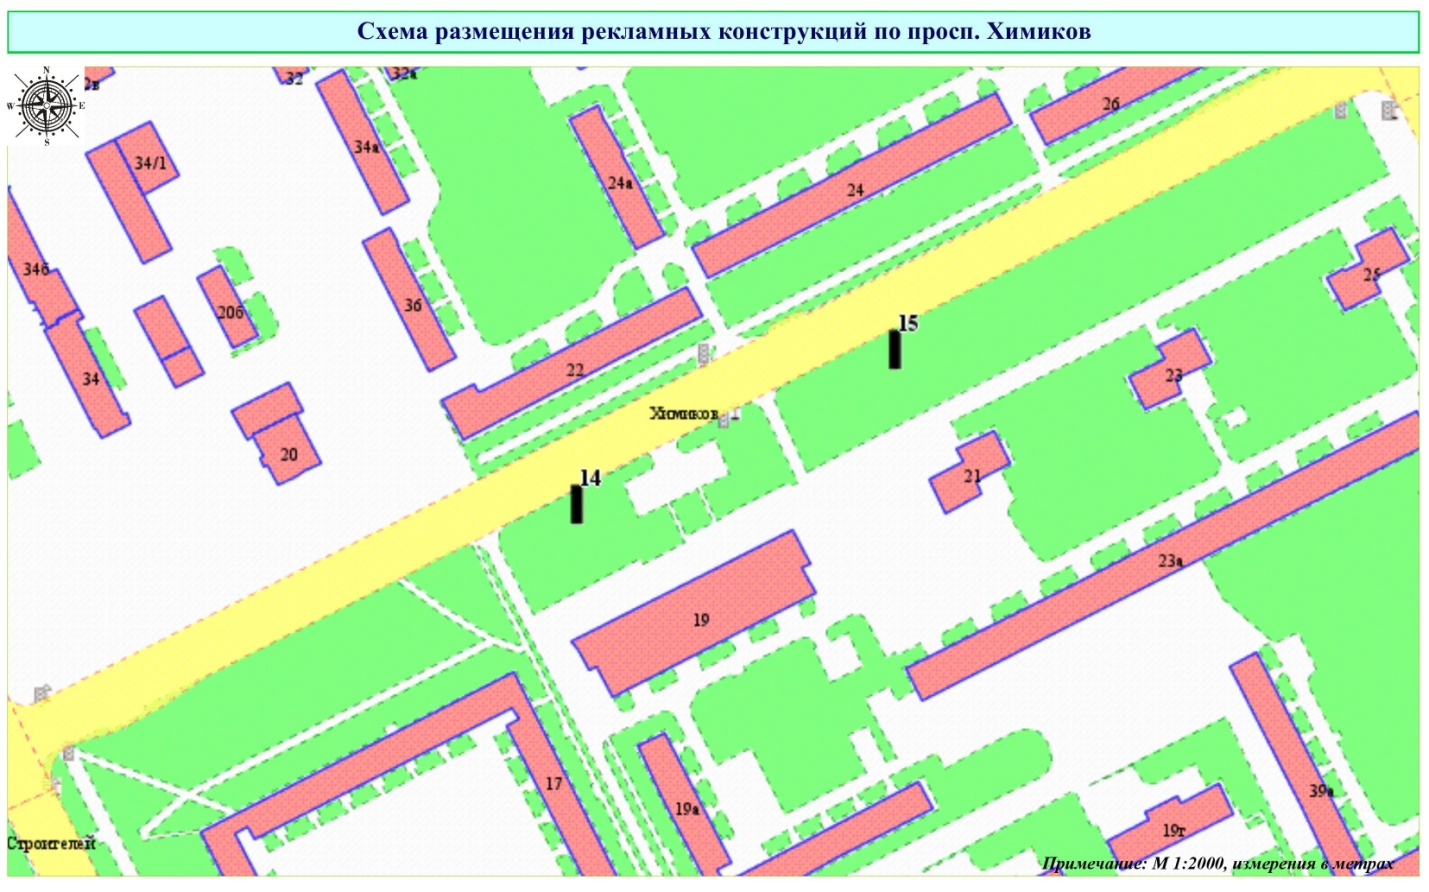 Схема размещения рекламных конструкций по просп. Химиков
N
W
E
S
2в
32
32а
26
34/1
34а
24а
24
34б
20б
36
25
15
34
22
23
Химиков
20
14
21
23а
19
17
19а
39а
19г
Строителей
Примечание: М 1:2000, измерения в метрах